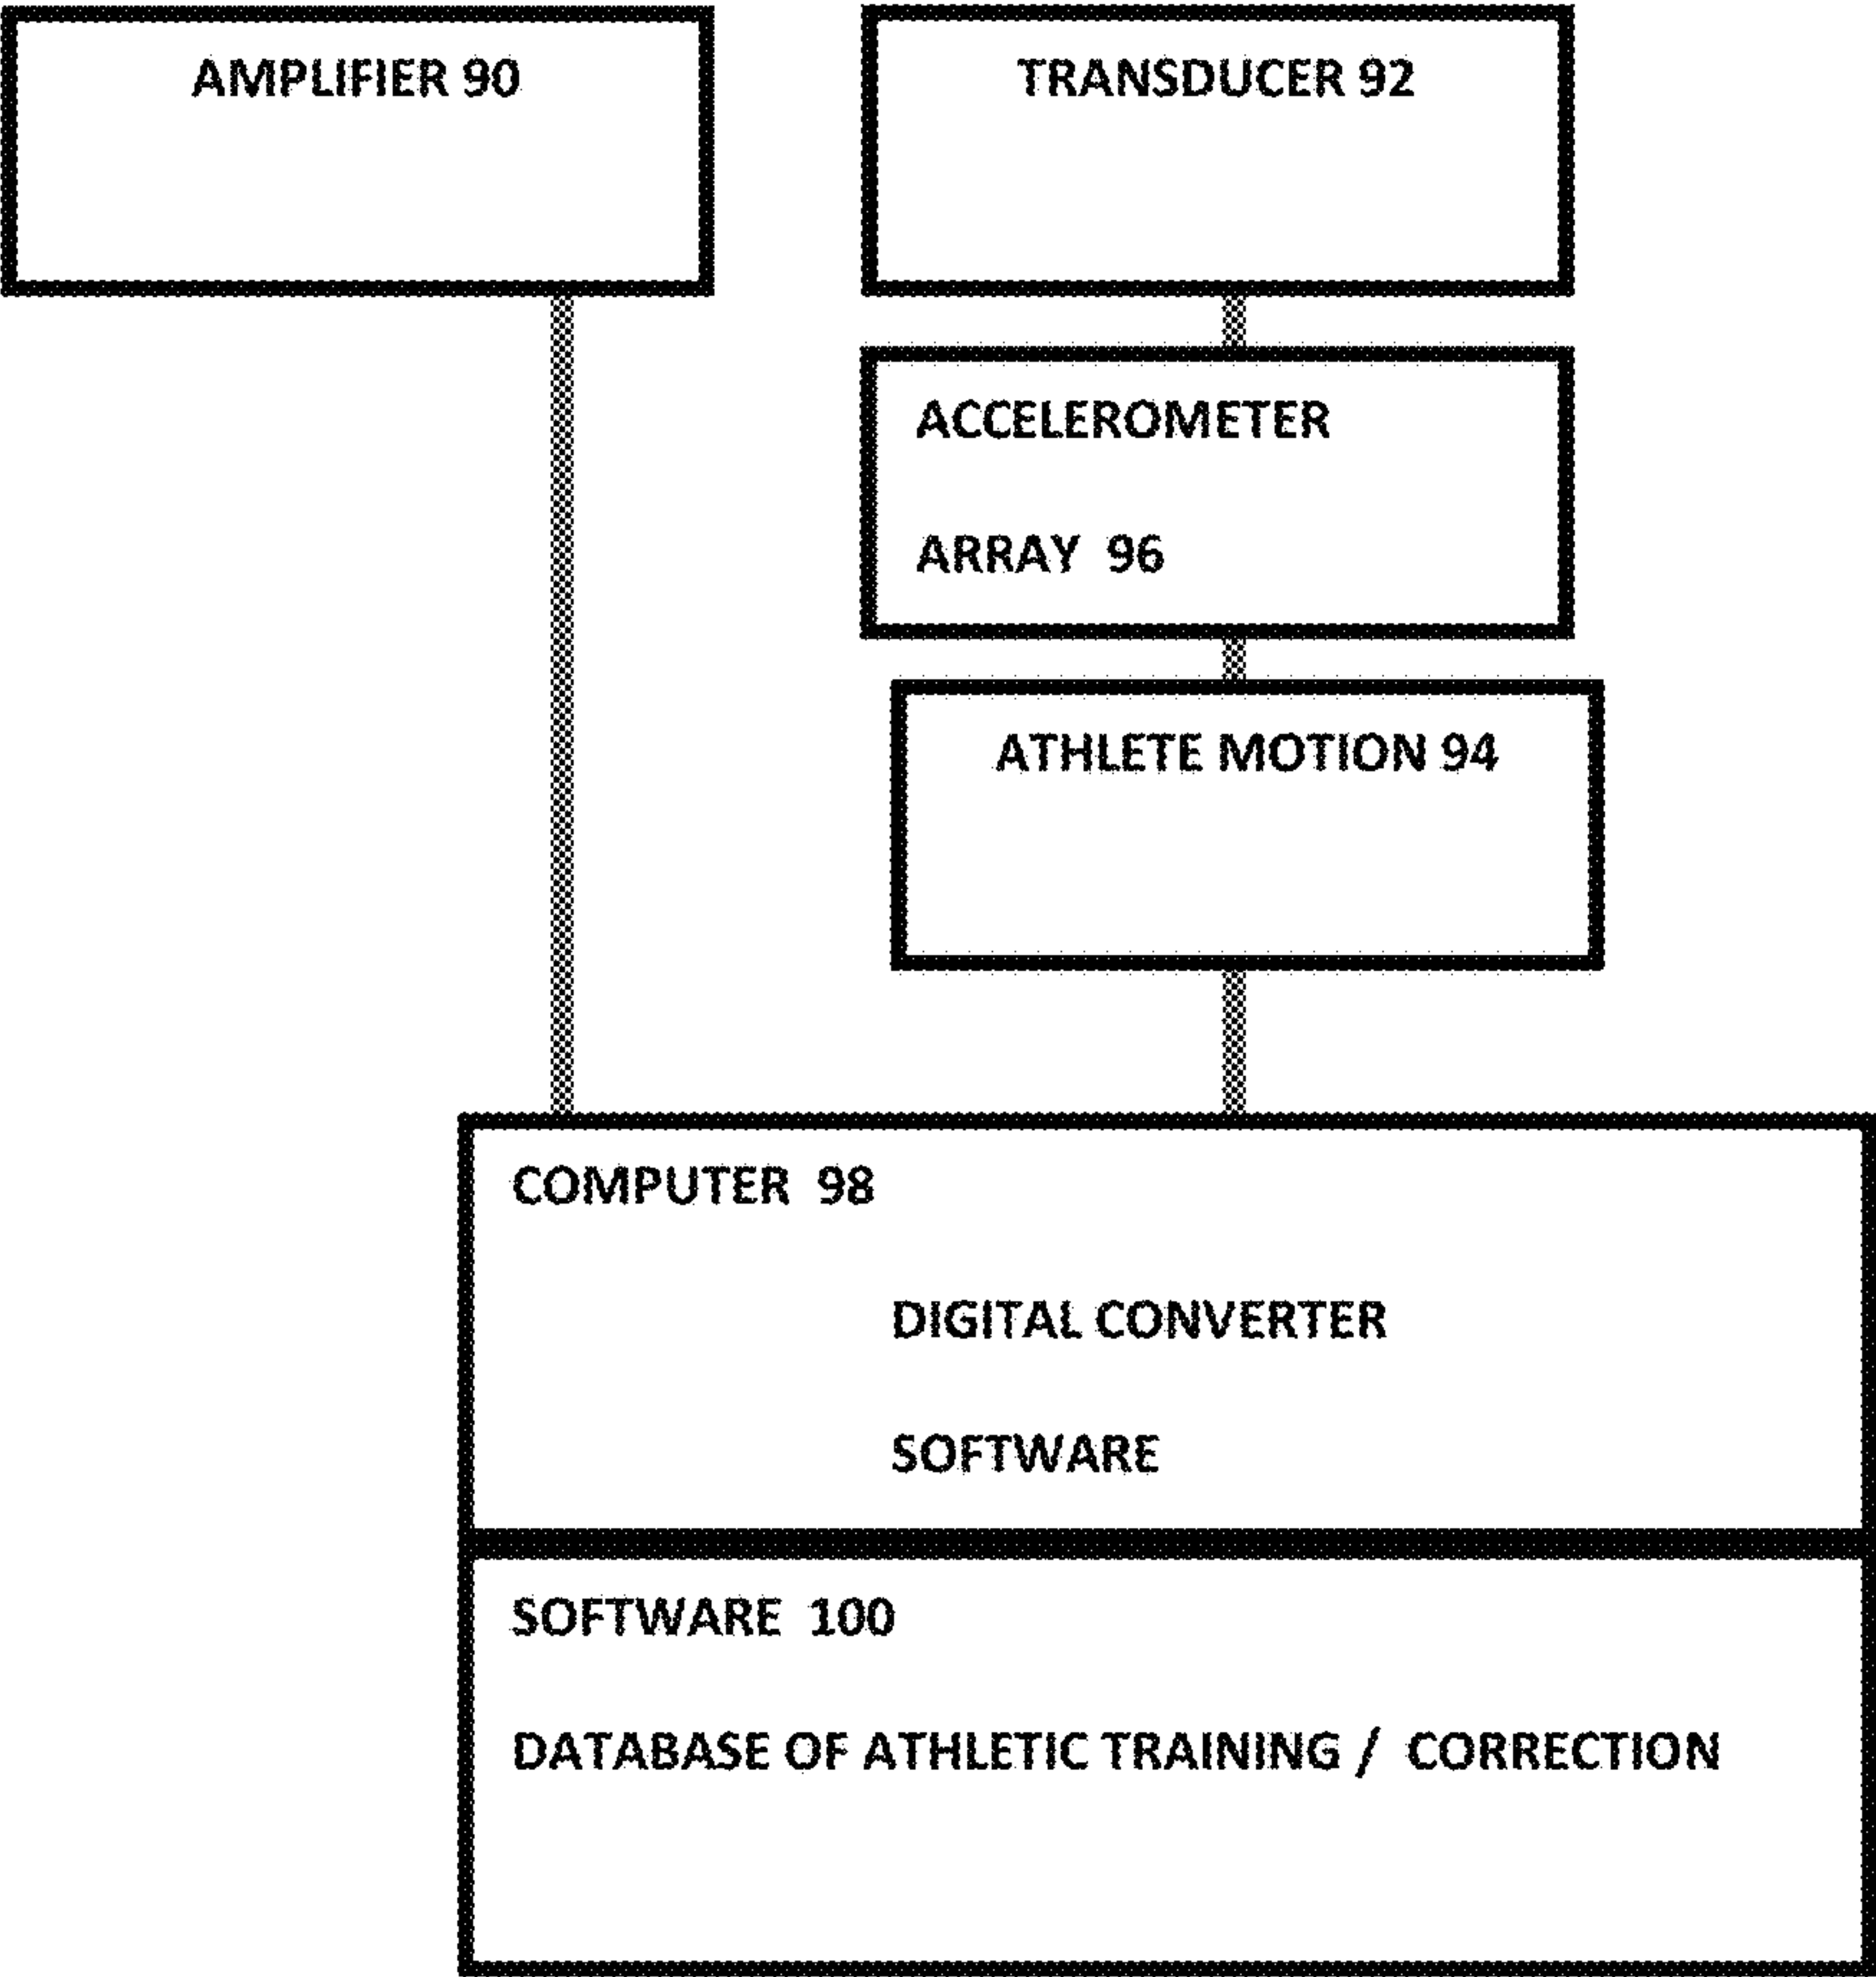 AMPLIFIER 90
TRANSDUCER 92
ACCELEROMETER
ARRAY 96
ATHLETE MOTION 94
COMPUTER 98
DIGITAL CONVERTER
SOFTWARE
SOFTWARE 100
DATABASE OF ATHLETIC TRAINING / CORRECTION